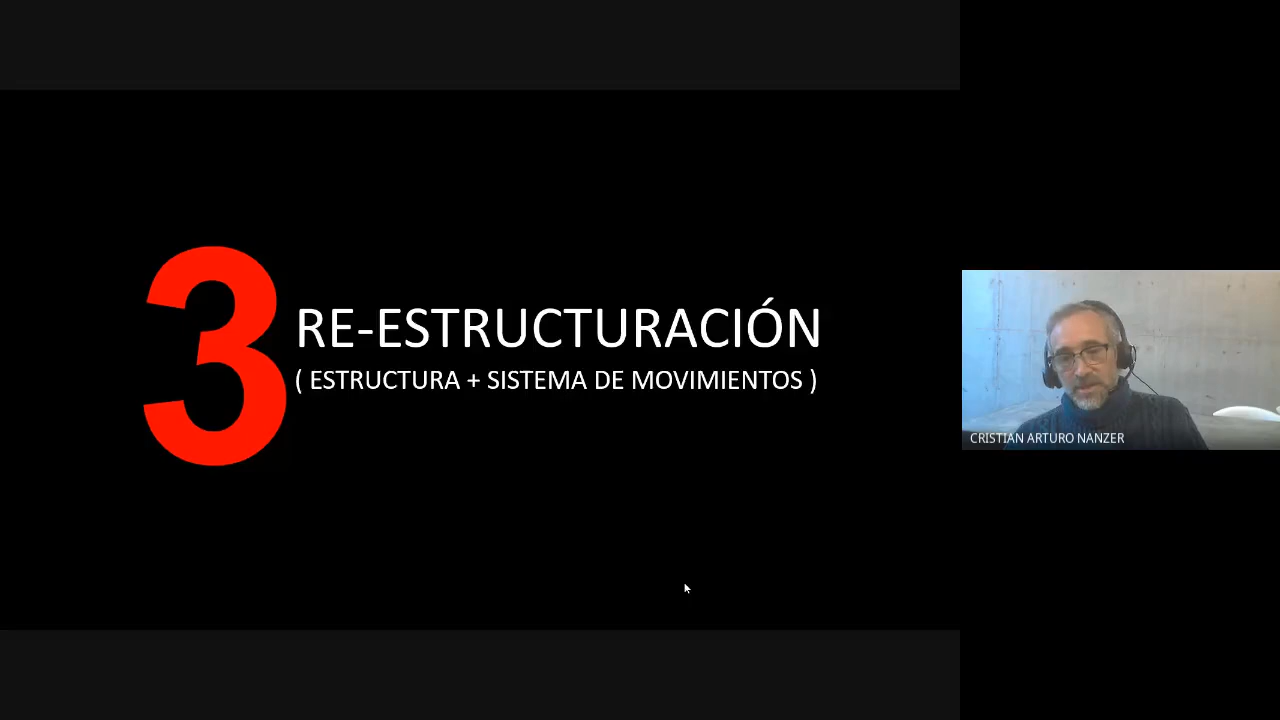 3
RE-ESTRUCTURACIÓN
( ESTRUCTURA + SISTEMA DE MOVIMIENTOS )
CRISTIAN ARTURO NANZER